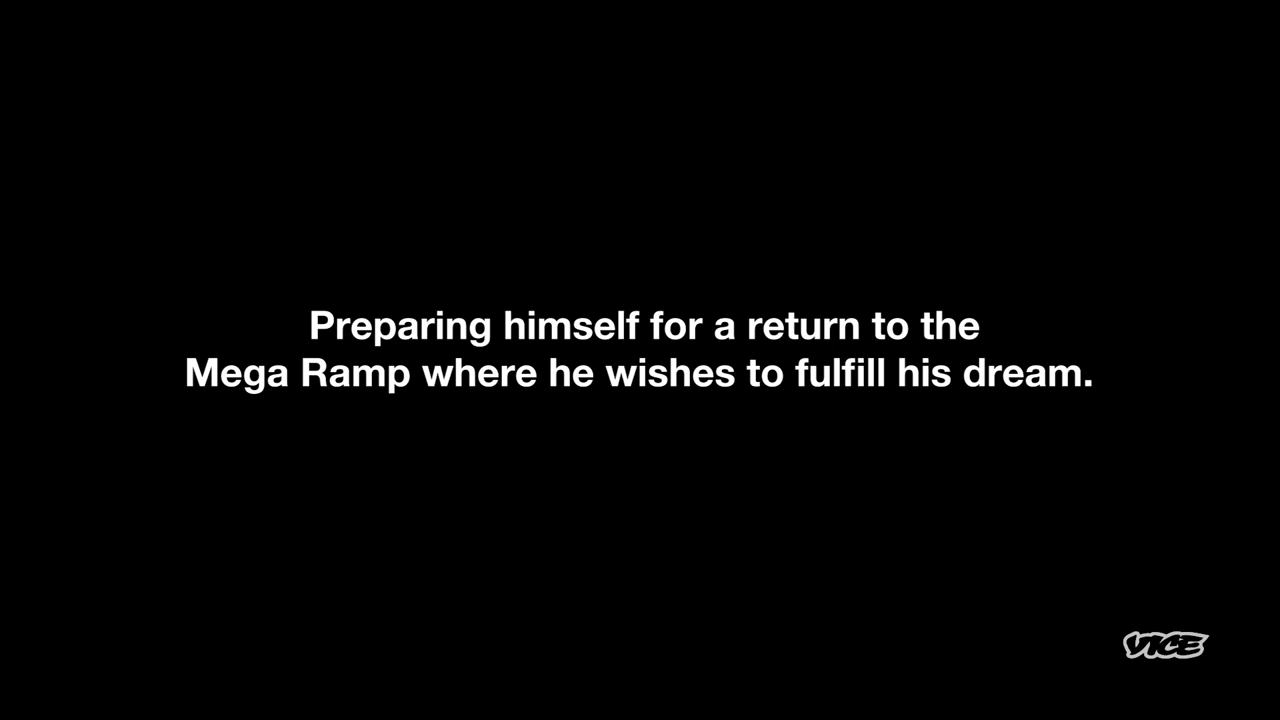 Preparing himself for a return to the
Mega Ramp where he wishes to fulfill his dream.
VICE